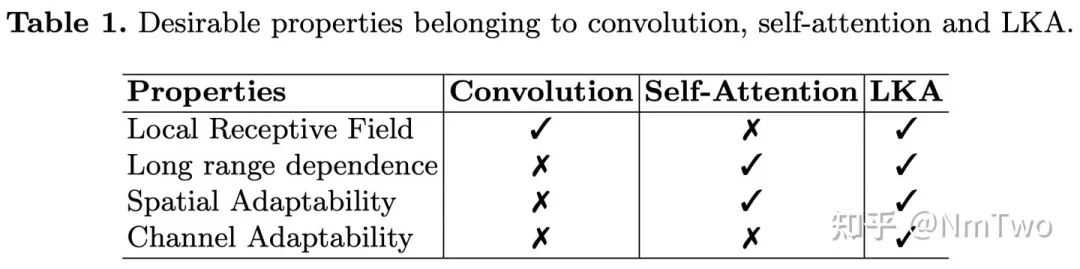 Table 1. Desirable properties belonging to convolution, self-attention and LKA.
Properties Convolution Self-Attention LKA
Local Receptive Field ✓ ✗ ✓
Long range dependence ✗ ✓ ✓
Spatial Adaptability ✗ ✓ ✓
Channel Adaptability ✗ ✗ ✓
知乎 @NmTwo